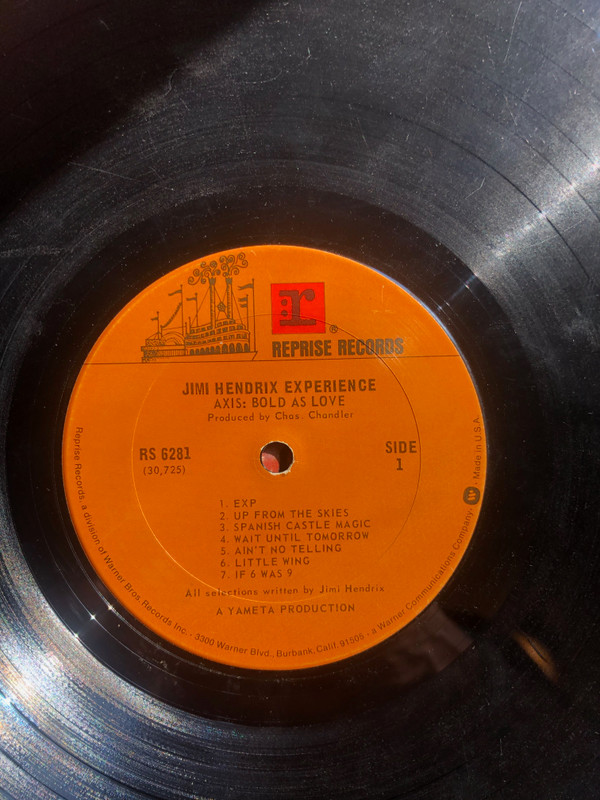 r
®
REPRISE RECORDS
JIMI HENDRIX EXPERIENCE
AXIS: BOLD AS LOVE
Produced by Chas. Chandler
RS 6281
(30,725)
SIDE
1
1. EXP
2. UP FROM THE SKIES
3. SPANISH CASTLE MAGIC
4. WAIT UNTIL TOMORROW
5. AIN'T NO TELLING
6. LITTLE WING
7. IF 6 WAS 9
All selections written by Jimi Hendrix
A YAMETA PRODUCTION
Reprise Records, a division of Warner Bros. Records Inc. - 3300 Warner Blvd., Burbank, Calif. 91505 - a Warner Communications Company. W Made in U.S.A.